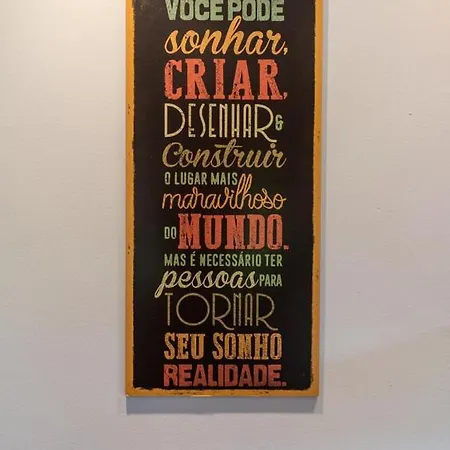 VOCÊ PODE
sonhar,
CRIAR,
DESENHAR &
Construir
O LUGAR MAIS
maravilhoso
DO MUNDO.
MAS É NECESSÁRIO TER
pessoas PARA
TORNAR
SEU SONHO
REALIDADE.